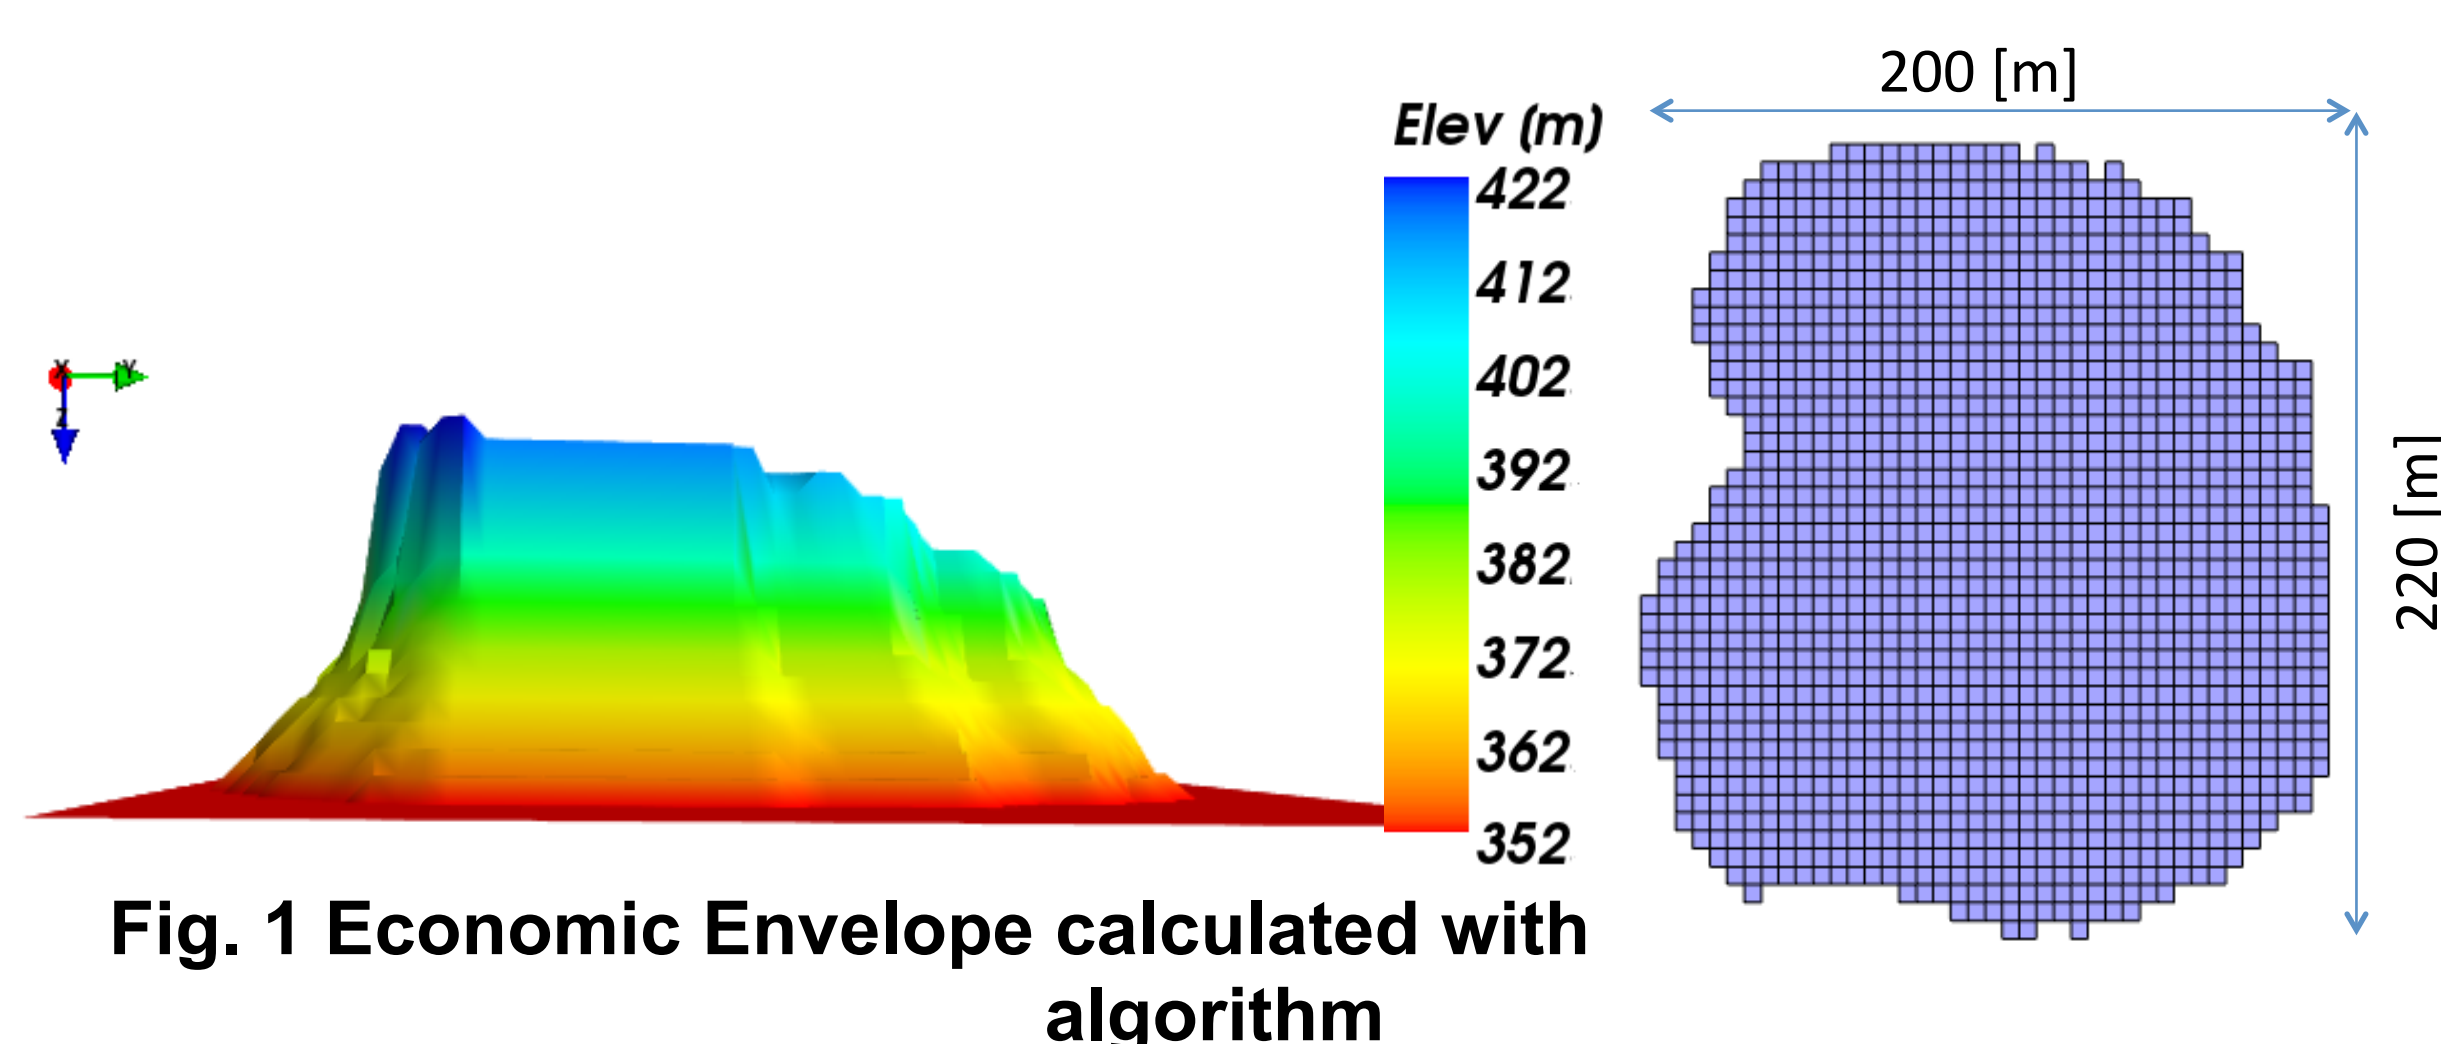 200 [m]
Elev (m)
422
412
402
392
382
372
362
352
X
Y
Z
220 [m]
Fig. 1 Economic Envelope calculated with
algorithm